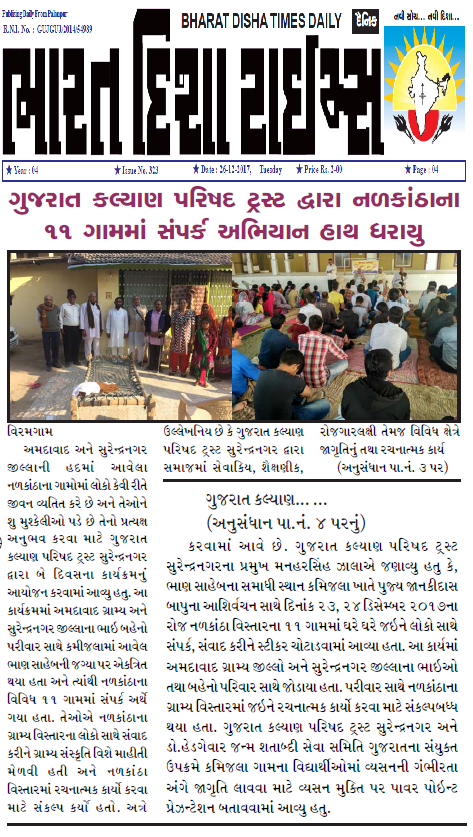 Publizing Daily From Palanpur
R.N.I. No. : GUJGUJ/2014/54989
BHARAT DISHA TIMES DAILY
દૈનિક
નવી સોચ... નવી દિશા...
ભારત દિશા ટાઇમ્સ
★ Year : 04 ★ Issue No. 323 ★ Date : 26-12-2017, Tuesday ★ Price Rs. 2-00 ★ Page : 04
ગુજરાત કલ્યાણ પરિષદ ટ્રસ્ટ દ્વારા નળકાંઠાના
૧૧ ગામમાં સંપર્ક અભિયાન હાથ ધરાયુ
વિરમગામ
અમદાવાદ અને સુરેન્દ્રનગર
જીલ્લાની હદમાં આવેલા
નળકાંઠાના ગામોમાં લોકો કેવી રીતે
જીવન વ્યતિત કરે છે અને તેઓને
શુ મુશ્કેલીઓ પડે છે તેનો પ્રત્યક્ષ
અનુભવ કરવા માટે ગુજરાત
કલ્યાણ પરિષદ ટ્રસ્ટ સુરેન્દ્રનગર
દ્વારા બે દિવસના કાર્યક્રમનું
આયોજન કરવામાં આવ્યુ હતુ. આ
કાર્યક્રમમાં અમદાવાદ ગ્રામ્ય અને
સુરેન્દ્રનગર જીલ્લાના ભાઇ બહેનો
પરીવાર સાથે કમીજલામાં આવેલ
ભાણ સાહેબની જગ્યા પર એકત્રિત
થયા હતા અને ત્યાંથી નળકાંઠાના
વિવિધ ૧૧ ગામમાં સંપર્ક અર્થે
ગયા હતા. તેઓએ નળકાંઠાના
ગ્રામ્ય વિસ્તારના લોકો સાથે સંવાદ
કરીને ગ્રામ્ય સંસ્કૃતિ વિશે માહીતી
મેળવી હતી અને નળકાંઠા
વિસ્તારમાં રચનાત્મક કાર્યો કરવા
માટે સંકલ્પ કર્યો હતો. અત્રે
ઉલ્લેખનિય છે કે ગુજરાત કલ્યાણ
પરિષદ ટ્રસ્ટ સુરેન્દ્રનગર દ્વારા
સમાજમાં સેવાકિય, શૈક્ષણીક,
રોજગારલક્ષી તેમજ વિવિધ ક્ષેત્રે
જાગૃતિનું તથા રચનાત્મક કાર્ય
(અનુસંધાન પા.નં. ૩ પર)
ગુજરાત કલ્યાણ... ...
(અનુસંધાન પા.નં. ૪ પરનું)
કરવામાં આવે છે. ગુજરાત કલ્યાણ પરિષદ ટ્રસ્ટ
સુરેન્દ્રનગરના પ્રમુખ મનહરસિંહ ઝાલાએ જણાવ્યુ હતુ કે,
ભાણ સાહેબના સમાધી સ્થાન કમિજલા ખાતે પુજ્ય જાનકીદાસ
બાપુના આશિર્વચન સાથે દિનાંક ૨૩, ૨૪ ડિસેમ્બર ૨૦૧૭ના
રોજ નળકાંઠા વિસ્તારના ૧૧ ગામમાં ઘરે ઘરે જઇને લોકો સાથે
સંપર્ક, સંવાદ કરીને સ્ટીકર ચોટાડવામાં આવ્યા હતા. આ કાર્યમાં
અમદાવાદ ગ્રામ્ય જીલ્લો અને સુરેન્દ્રનગર જીલ્લાના ભાઇઓ
તથા બહેનો પરિવાર સાથે જોડાયા હતા. પરીવાર સાથે નળકાંઠાના
ગ્રામ્ય વિસ્તારમાં જઇને રચનાત્મક કાર્યો કરવા માટે સંકલ્પબધ્ધ
થયા હતા. ગુજરાત કલ્યાણ પરિષદ ટ્રસ્ટ સુરેન્દ્રનગર અને
ડો.હેડગેવાર જન્મ શતાબ્દી સેવા સમિતિ ગુજરાતના સંયુક્ત
ઉપક્રમે કમિજલા ગામના વિદ્યાર્થીઓમાં વ્યસનની ગંભીરતા
અંગે જાગૃતિ લાવવા માટે વ્યસન મુક્તિ પર પાવર પોઇન્ટ
પ્રેઝન્ટેશન બતાવવામાં આવ્યુ હતુ.